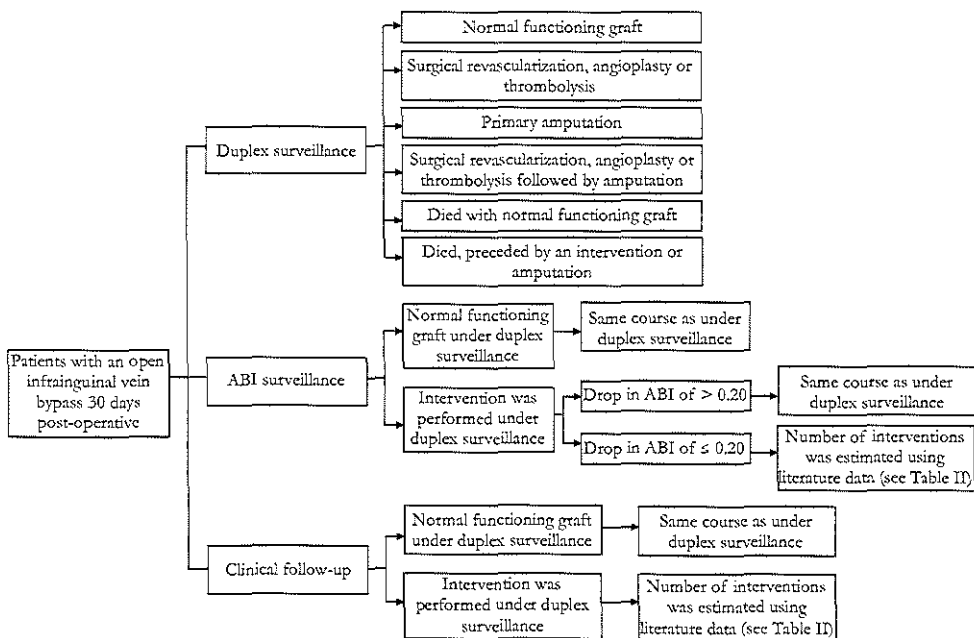 Normal functioning graft
Surgical revascularization, angioplasty or
thrombolysis
Primary amputation
Duplex surveillance
Surgical revascularization, angioplasty or
thrombolysis followed by amputation
Died with normal functioning graft
Died, preceded by an intervention or
amputation
Patients with an open
infrainguinal vein
bypass 30 days
post-operative
ABI surveillance
Normal functioning
graft under duplex
surveillance
Same course as under
duplex surveillance
Intervention was
performed under
duplex surveillance
Drop in ABI of > 0.20
Same course as under
duplex surveillance
Drop in ABI of ≤ 0.20
Number of interventions
was estimated using
literature data (see Table II)
Clinical follow-up
Normal functioning graft
under duplex surveillance
Same course as under
duplex surveillance
Intervention was
performed under duplex
surveillance
Number of interventions
was estimated using
literature data (see Table II)